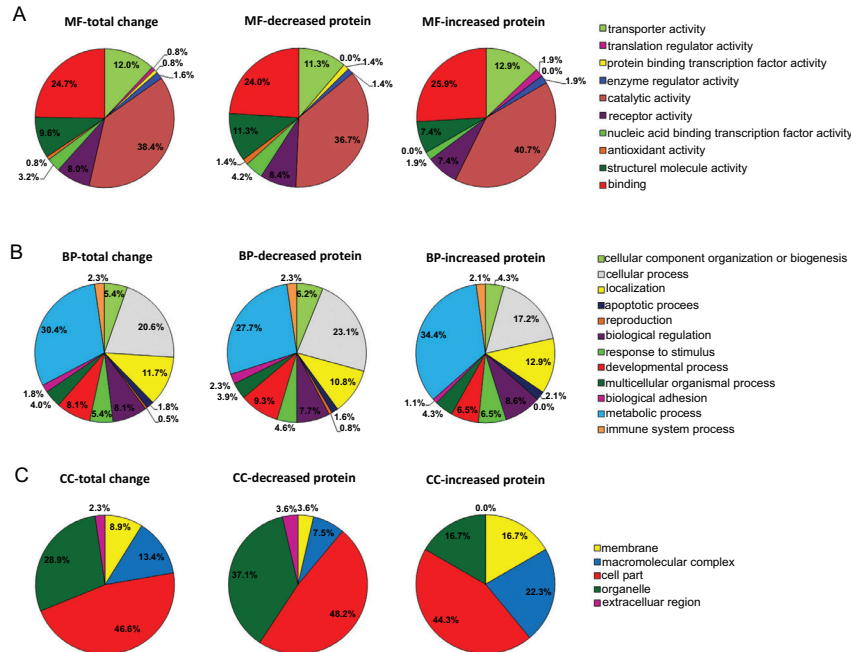 A
MF-total change
MF-decreased protein
MF-increased protein
12.0%
0.8%
0.8%
1.6%
38.4%
8.0%
3.2%
0.8%
9.6%
24.7%
11.3%
0.0%
1.4%
1.4%
36.7%
8.4%
4.2%
1.4%
11.3%
24.0%
12.9%
1.9%
0.0%
1.9%
40.7%
7.4%
1.9%
0.0%
7.4%
25.9%
transporter activity
translation regulator activity
protein binding transcription factor activity
enzyme regulator activity
catalytic activity
receptor activity
nucleic acid binding transcription factor activity
antioxidant activity
structurel molecule activity
binding
B
BP-total change
BP-decreased protein
BP-increased protein
2.3%
5.4%
20.6%
11.7%
1.8%
0.5%
8.1%
5.4%
8.1%
4.0%
1.8%
30.4%
2.3%
6.2%
23.1%
10.8%
1.6%
0.8%
7.7%
4.6%
9.3%
3.9%
2.3%
27.7%
2.1%
4.3%
17.2%
12.9%
2.1%
0.0%
8.6%
6.5%
6.5%
4.3%
1.1%
34.4%
cellular component organization or biogenesis
cellular process
localization
apoptotic procees
reproduction
biological regulation
response to stimulus
developmental process
multicellular organismal process
biological adhesion
metabolic process
immune system process
C
CC-total change
CC-decreased protein
CC-increased protein
2.3%
8.9%
13.4%
46.6%
28.9%
3.6%
3.6%
7.5%
48.2%
37.1%
0.0%
16.7%
22.3%
44.3%
16.7%
membrane
macromolecular complex
cell part
organelle
extracelluar region